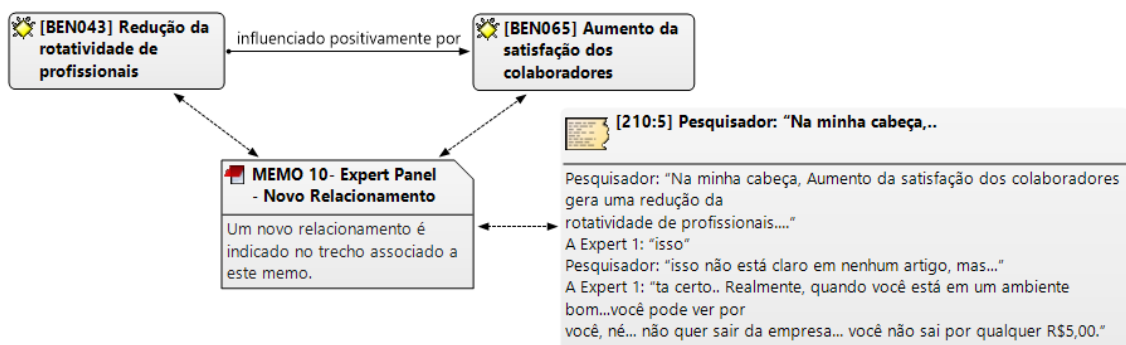 [BEN043] Redução da
rotatividade de
profissionais
influenciado positivamente por
[BEN065] Aumento da
satisfação dos
colaboradores
MEMO 10- Expert Panel
- Novo Relacionamento
Um novo relacionamento é
indicado no trecho associado a
este memo.
[210:5] Pesquisador: “Na minha cabeça,..
Pesquisador: “Na minha cabeça, Aumento da satisfação dos colaboradores
gera uma redução da
rotatividade de profissionais....”
A Expert 1: “isso”
Pesquisador: “isso não está claro em nenhum artigo, mas...”
A Expert 1: “ta certo.. Realmente, quando você está em um ambiente
bom...você pode ver por
você, né... não quer sair da empresa... você não sai por qualquer R$5,00.”